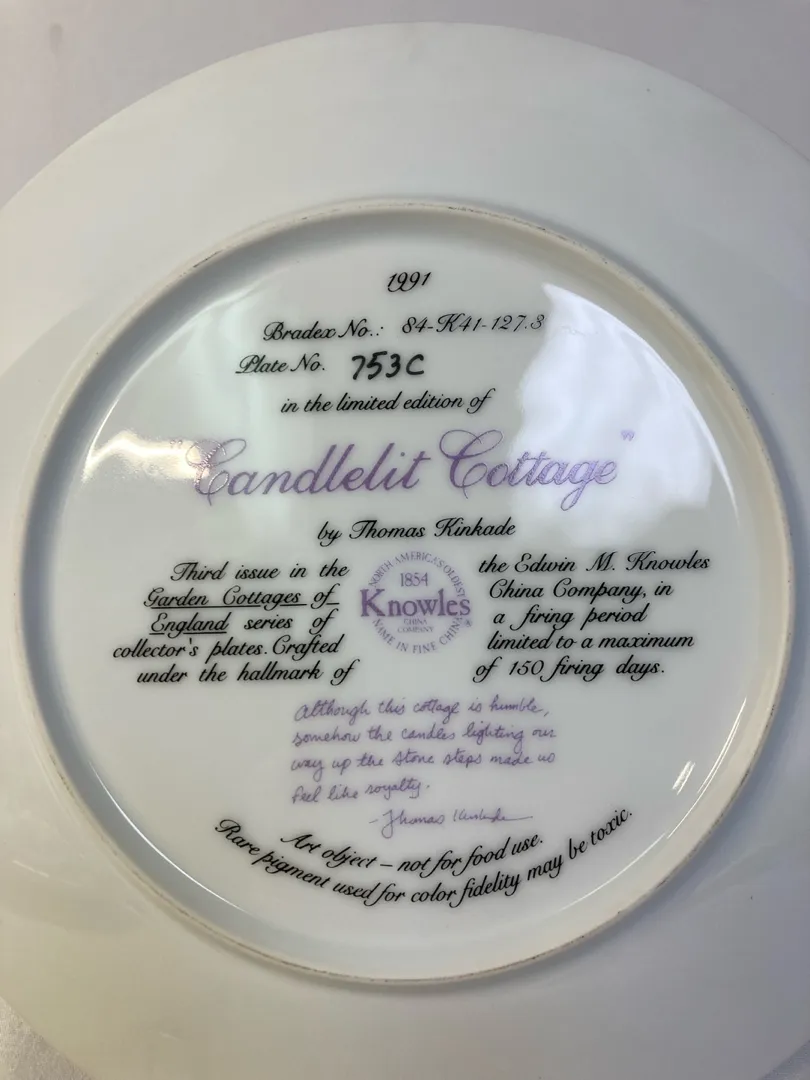 1991
Bradex No.: 84-K41-127.3
Plate No. 753C
in the limited edition of
"Candlelit Cottage"
by Thomas Kinkade
Third issue in the
Garden Cottages of
England series of
collector's plates. Crafted
under the hallmark of
NORTH AMERICA'S OLDEST
1854
Knowles®
CHINA
COMPANY
NAME IN FINE CHINA
the Edwin M. Knowles
China Company, in
a firing period
limited to a maximum
of 150 firing days.
Although this cottage is humble,
somehow the candles lighting our
way up the stone steps made us
feel like royalty.
- Thomas Kinkade
Art object – not for food use.
Rare pigment used for color fidelity may be toxic.